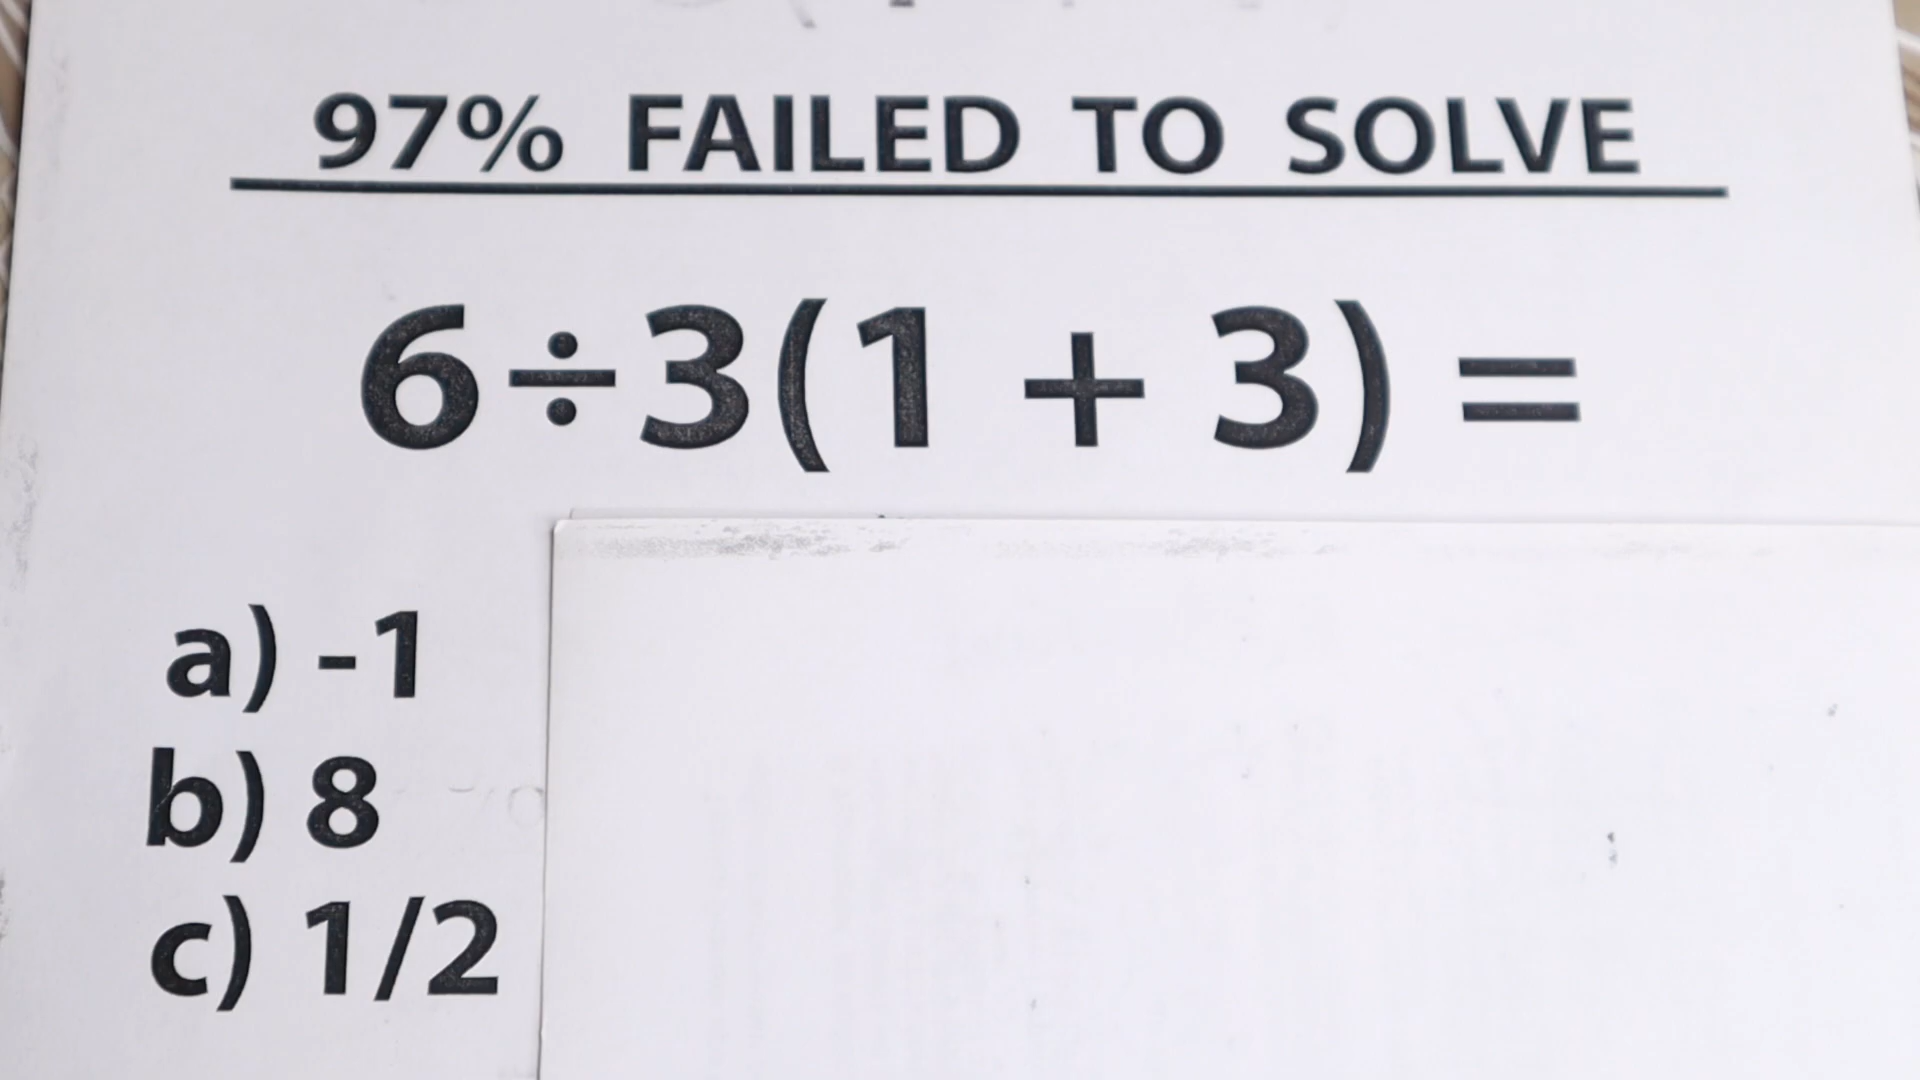 97% FAILED TO SOLVE
6÷3(1 + 3) =
a) -1
b) 8
c) 1/2